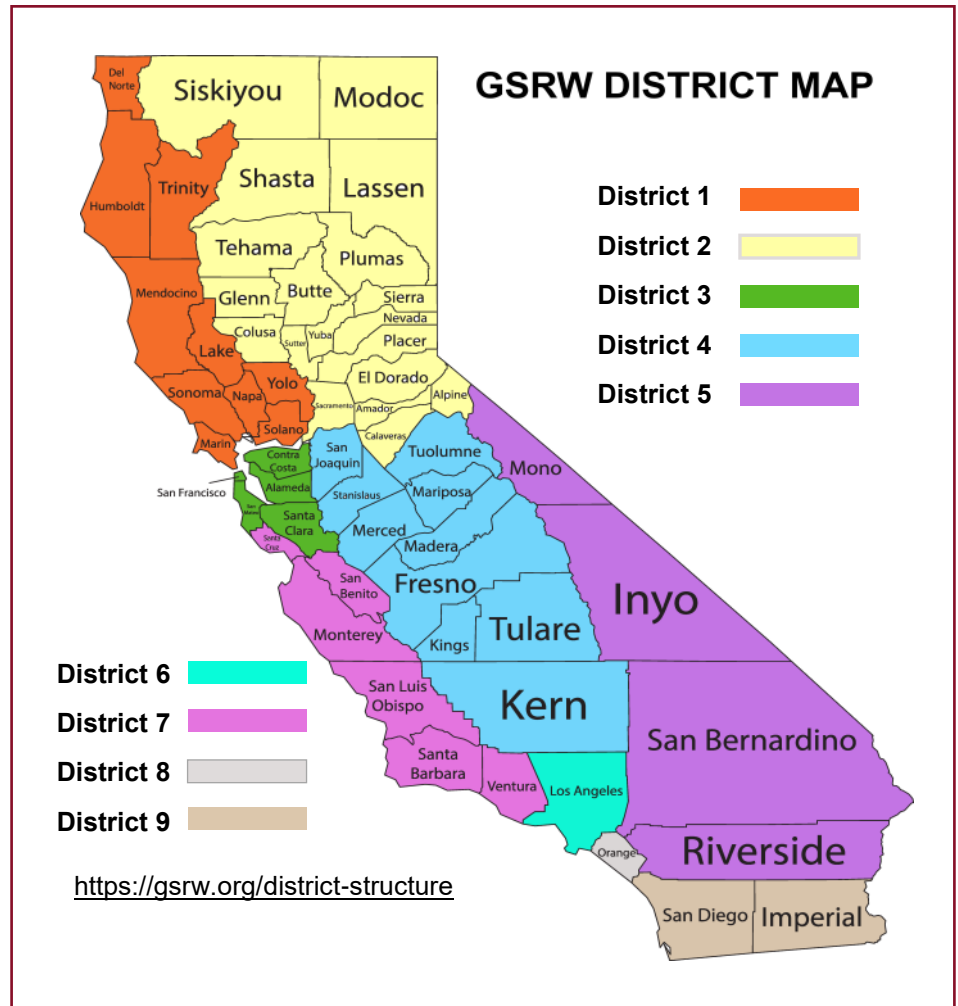 GSRW DISTRICT MAP
Del
Norte
Siskiyou
Modoc
Humboldt
Trinity
Shasta
Lassen
District 1
District 2
District 3
District 4
District 5
Tehama
Plumas
Mendocino
Glenn
Butte
Sierra
Nevada
Colusa
Sutter
Yuba
Placer
Lake
El Dorado
Sonoma
Napa
Yolo
Alpine
Sacramento
Amador
Solano
Calaveras
Marin
Contra
Costa
San
Joaquin
Tuolumne
Mono
San Francisco
Alameda
Stanislaus
Mariposa
San
Mateo
Santa
Clara
Merced
Santa
Cruz
Madera
San
Benito
Fresno
Inyo
Monterey
Kings
Tulare
District 6
District 7
District 8
District 9
San Luis
Obispo
Kern
San Bernardino
Santa
Barbara
Ventura
Los Angeles
Orange
Riverside
San Diego
Imperial
https://gsrw.org/district-structure